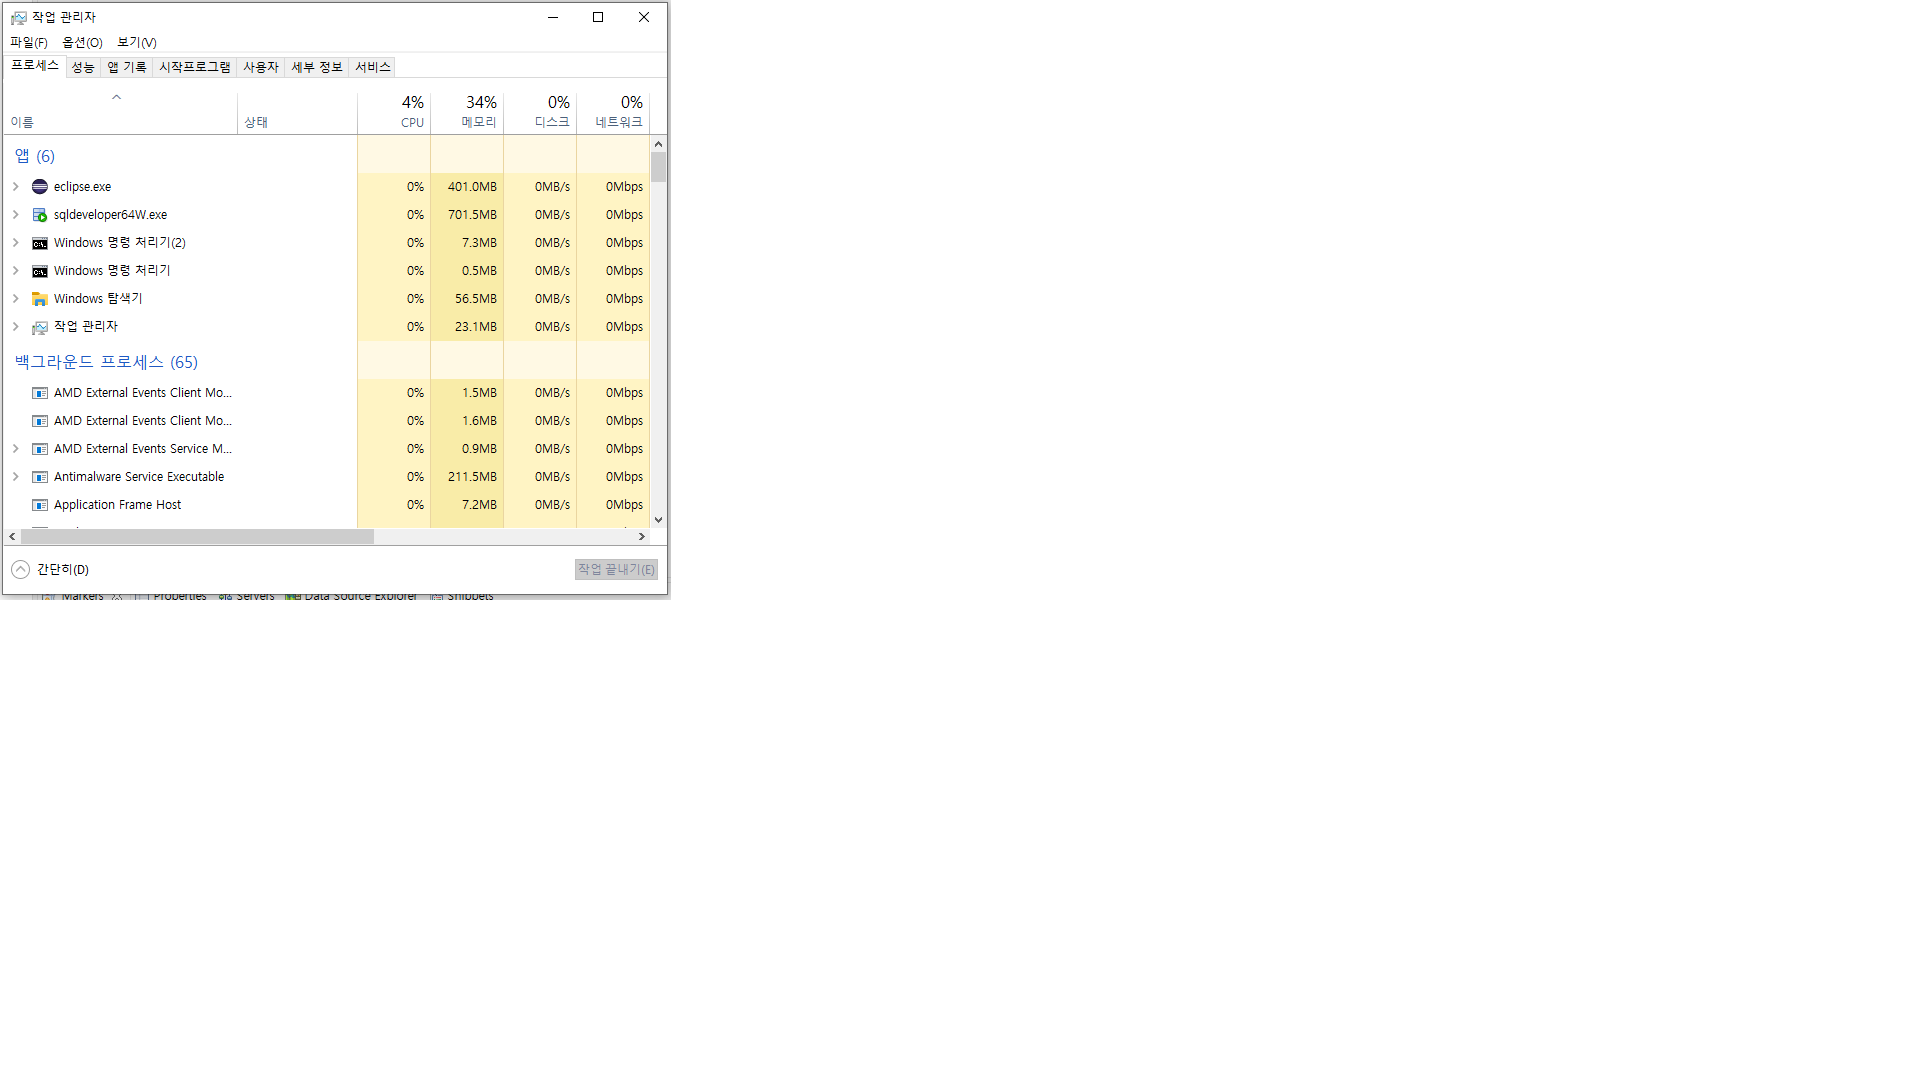 작업 관리자
파일(F) 옵션(O) 보기(V)
프로세스 성능 앱 기록 시작프로그램 사용자 세부 정보 서비스
4% 34% 0% 0%
이름 상태 CPU 메모리 디스크 네트워크
앱 (6)
eclipse.exe 0% 401.0MB 0MB/s 0Mbps
sqldeveloper64W.exe 0% 701.5MB 0MB/s 0Mbps
Windows 명령 처리기(2) 0% 7.3MB 0MB/s 0Mbps
Windows 명령 처리기 0% 0.5MB 0MB/s 0Mbps
Windows 탐색기 0% 56.5MB 0MB/s 0Mbps
작업 관리자 0% 23.1MB 0MB/s 0Mbps
백그라운드 프로세스 (65)
AMD External Events Client Mo... 0% 1.5MB 0MB/s 0Mbps
AMD External Events Client Mo... 0% 1.6MB 0MB/s 0Mbps
AMD External Events Service M... 0% 0.9MB 0MB/s 0Mbps
Antimalware Service Executable 0% 211.5MB 0MB/s 0Mbps
Application Frame Host 0% 7.2MB 0MB/s 0Mbps
간단히(D) 작업 끝내기(E)
Markers Properties Servers Data Source Explorer Snippets